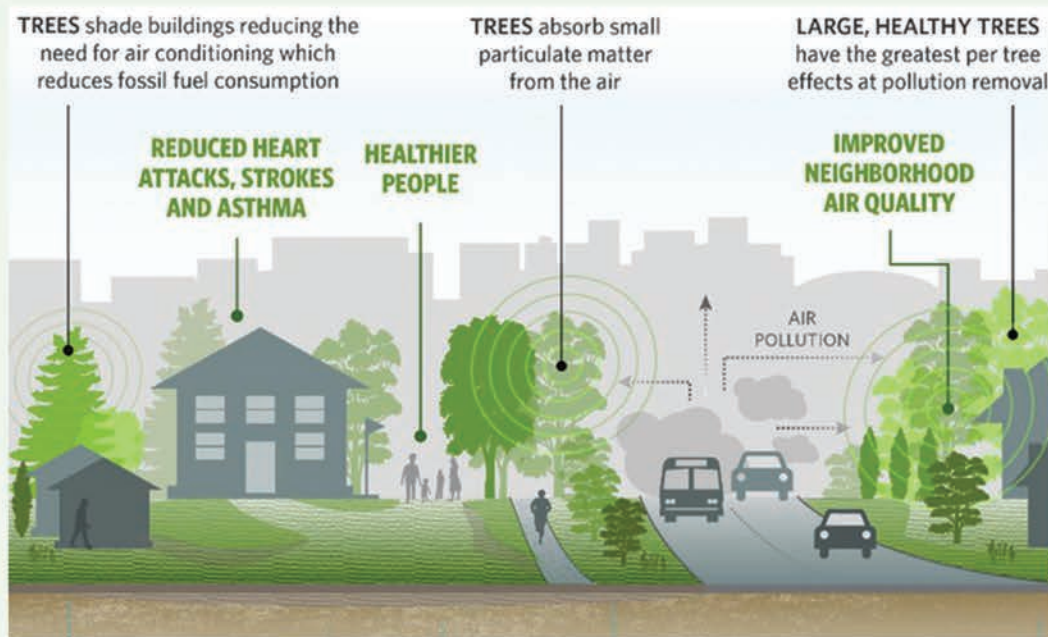 TREES shade buildings reducing the
need for air conditioning which
reduces fossil fuel consumption
TREES absorb small
particulate matter
from the air
LARGE, HEALTHY TREES
have the greatest per tree
effects at pollution removal
REDUCED HEART
ATTACKS, STROKES
AND ASTHMA
HEALTHIER
PEOPLE
IMPROVED
NEIGHBORHOOD
AIR QUALITY
AIR
POLLUTION